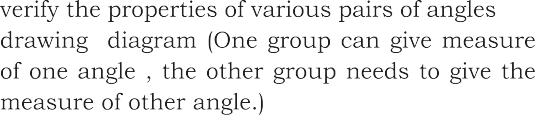 verify the properties of various pairs of angles
drawing diagram (One group can give measure
of one angle , the other group needs to give the
measure of other angle.)